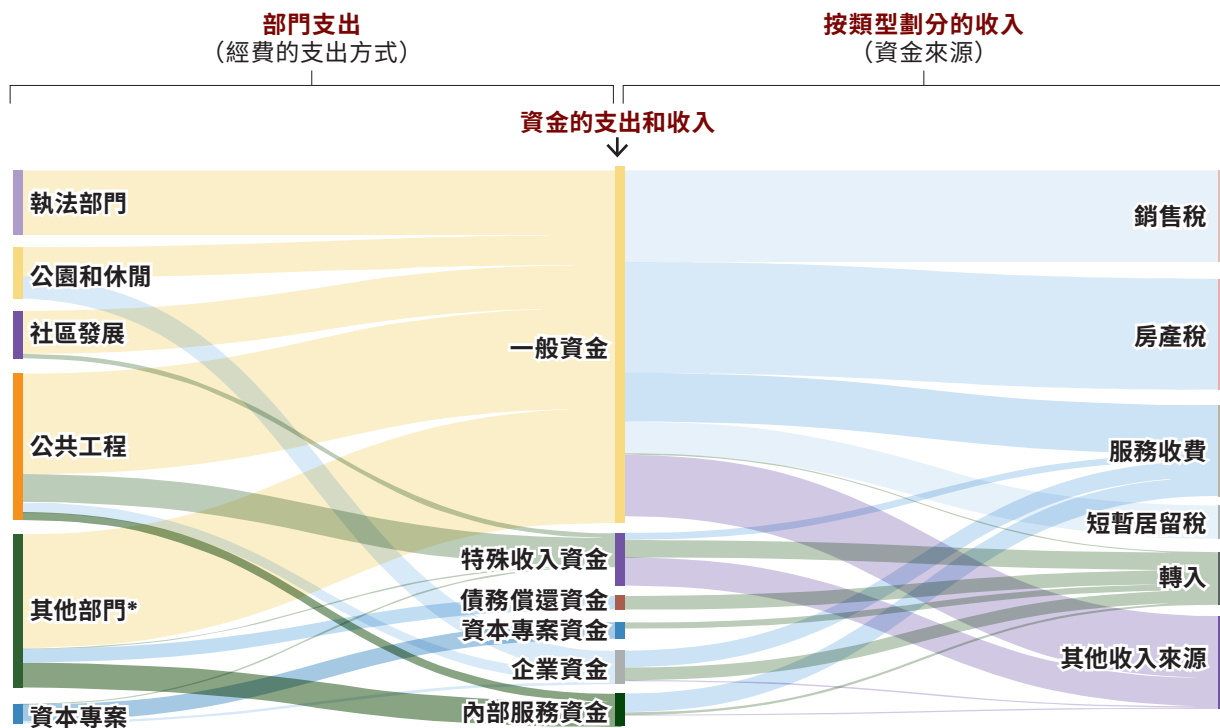 部門支出
（經費的支出方式）
按類型劃分的收入
（資金來源）
資金的支出和收入
執法部門
公園和休閒
社區發展
公共工程
其他部門*
資本專案
一般資金
特殊收入資金
債務償還資金
資本專案資金
企業資金
內部服務資金
銷售稅
房產稅
服務收費
短暫居留稅
轉入
其他收入來源